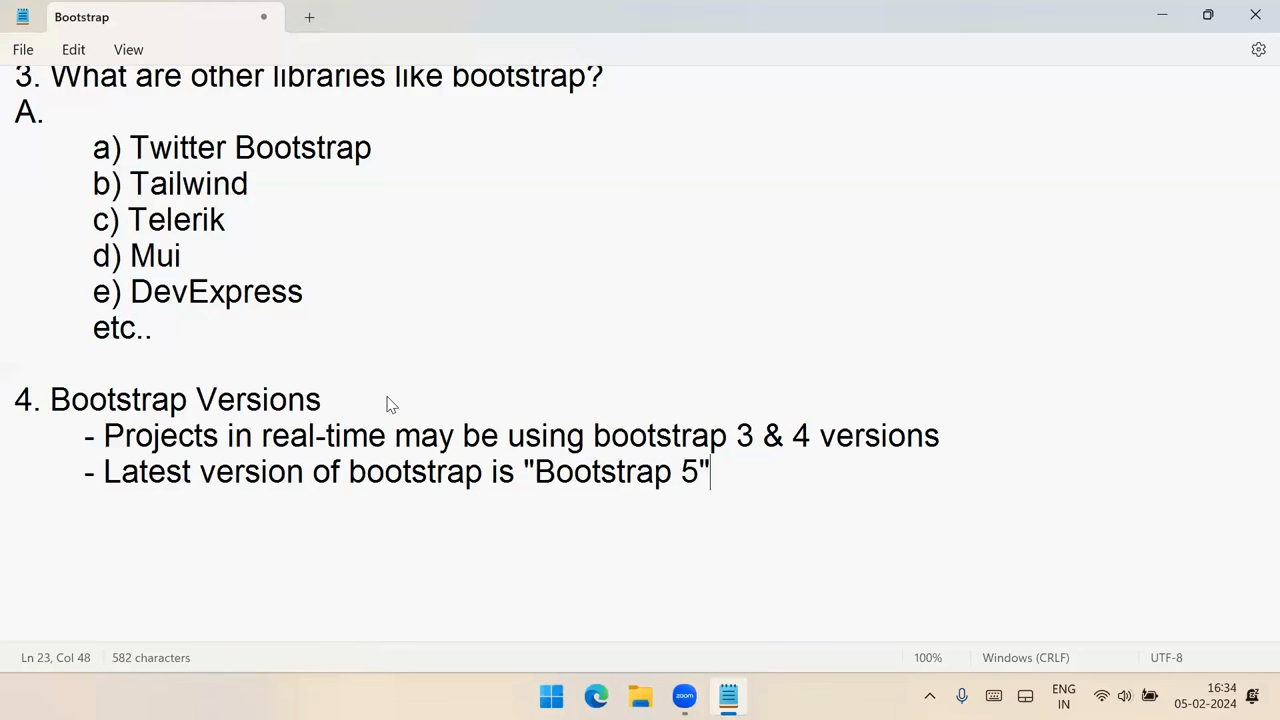 Bootstrap
File Edit View
3. What are other libraries like bootstrap?
A.
a) Twitter Bootstrap
b) Tailwind
c) Telerik
d) Mui
e) DevExpress
etc..
4. Bootstrap Versions
- Projects in real-time may be using bootstrap 3 & 4 versions
- Latest version of bootstrap is "Bootstrap 5"
Ln 23, Col 48 582 characters 100% Windows (CRLF) UTF-8
zoom
ENG
IN
16:34
05-02-2024